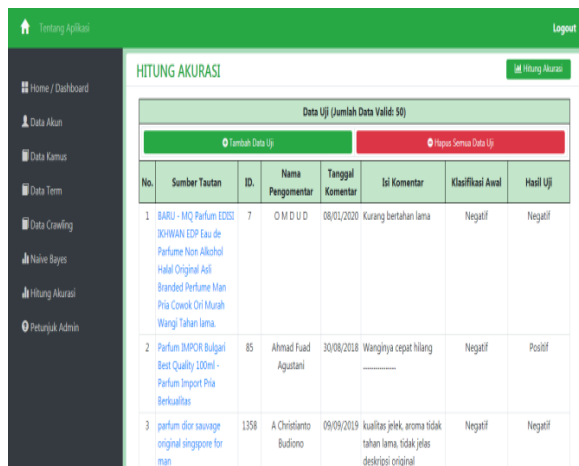 Tentang Aplikasi
Logout
Home / Dashboard
Data Akun
Data Kamus
Data Term
Data Crawling
Naive Bayes
Hitung Akurasi
Petunjuk Admin
HITUNG AKURASI
Hitung Akurasi
Data Uji (Jumlah Data Valid: 50)
Tambah Data Uji
Hapus Semua Data Uji
No. Sumber Tautan ID. Nama Pengomentar Tanggal Komentar Isi Komentar Klasifikasi Awal Hasil Uji
1 BARU - MQ Parfum EDISI 7 O M D U D 08/01/2020 Kurang bertahan lama Negatif Negatif
IKHWAN EDP Eau de
Parfume Non Alkohol
Halal Original Asli
Branded Perfume Man
Pria Cowok Ori Murah
Wangi Tahan lama.
2 Parfum IMPOR Bulgari 85 Ahmad Fuad 30/08/2018 Wanginya cepat hilang Negatif Positif
Best Quality 100ml - Agustani
Parfum Import Pria
Berkualitas
3 parfum dior sauvage 1358 A Christianto 09/09/2019 kualitas jelek, aroma tidak Negatif Negatif
original singspore for Budiono tahan lama, tidak jelas
man deskripsi original